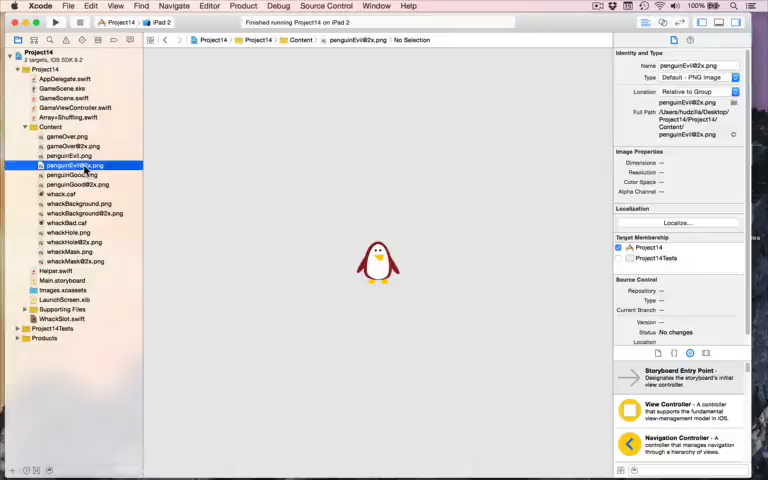 Xcode File Edit View Find Navigate Editor Product Debug Source Control Window Help 100%
Project14 iPad 2 Finished running Project14 on iPad 2
Project14 Project14 Content penguinEvil@2x.png No Selection
Project14
2 targets, iOS SDK 8.2
Project14
AppDelegate.swift
GameScene.sks
GameScene.swift
GameViewController.swift
Array+Shuffling.swift
Content
gameOver.png
gameOver@2x.png
penguinEvil.png
penguinEvil@2x.png
penguinGood.png
penguinGood@2x.png
whack.caf
whackBackground.png
whackBackground@2x.png
whackBad.caf
whackHole.png
whackHole@2x.png
whackMask.png
whackMask@2x.png
Helper.swift
Main.storyboard
Images.xcassets
LaunchScreen.xib
Supporting Files
WhackSlot.swift
Project14Tests
Products
Identity and Type
Name penguinEvil@2x.png
Type Default - PNG image
Location Relative to Group
penguinEvil@2x.png
Full Path /Users/hudzilla/Desktop/
Project14/Project14/
Content/
penguinEvil@2x.png
Image Properties
Dimensions --
Resolution --
Color Space --
Alpha Channel --
Localization
Localize...
Target Membership
Project14
Project14Tests
Source Control
Repository --
Type --
Current Branch --
Version --
Status No changes
Location
Storyboard Entry Point -
Designates the storyboard's initial
view controller.
View Controller - A controller
that supports the fundamental
view-management model in iOS.
Navigation Controller - A
controller that manages navigation
through a hierarchy of views.